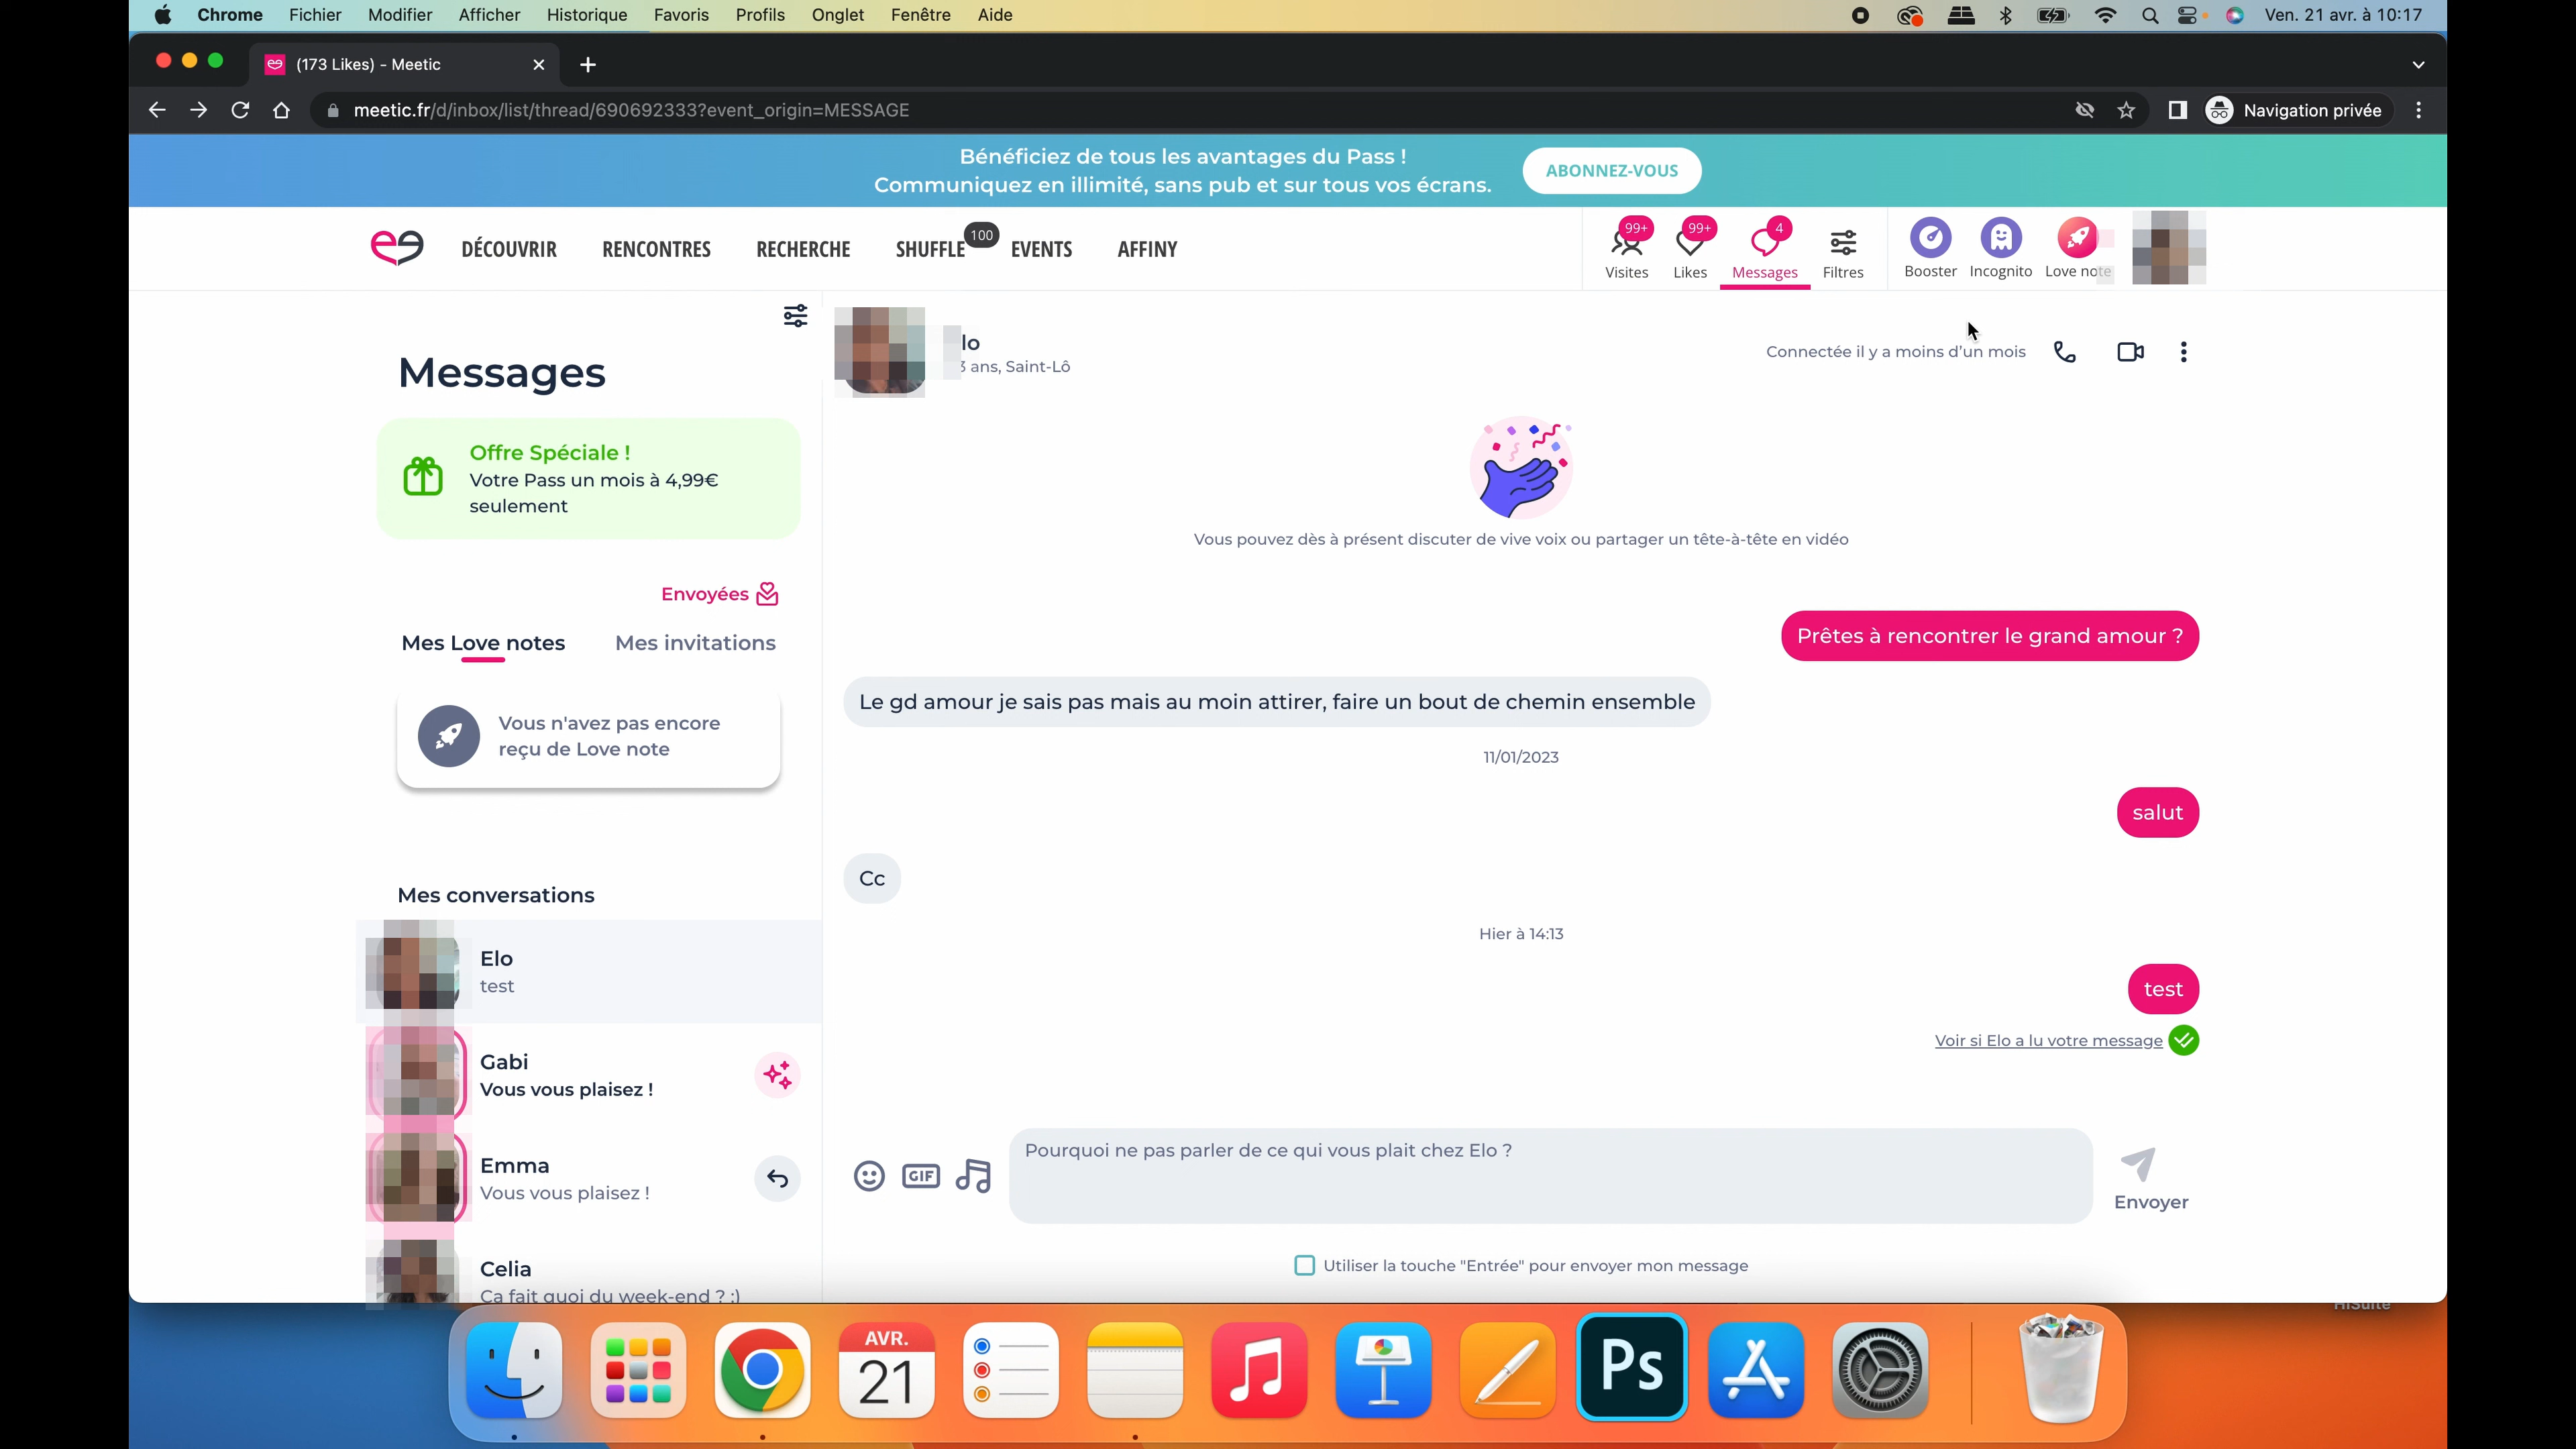 Chrome Fichier Modifier Afficher Historique Favoris Profils Onglet Fenêtre Aide
Ven. 21 avr. à 10:17
(173 Likes) - Meetic
meetic.fr/d/inbox/list/thread/690692333?event_origin=MESSAGE
Navigation privée
Bénéficiez de tous les avantages du Pass !
Communiquez en illimité, sans pub et sur tous vos écrans.
ABONNEZ-VOUS
DÉCOUVRIR RENCONTRES RECHERCHE SHUFFLE 100 EVENTS AFFINY
99+ 99+ 4
Visites Likes Messages Filtres Booster Incognito Love note
Messages
Offre Spéciale !
Votre Pass un mois à 4,99€
seulement
Envoyées
Mes Love notes Mes invitations
Vous n'avez pas encore
reçu de Love note
Mes conversations
Elo
test
Gabi
Vous vous plaisez !
Emma
Vous vous plaisez !
Celia
Ça fait quoi du week-end ? :)
lo
3 ans, Saint-Lô
Connectée il y a moins d'un mois
Vous pouvez dès à présent discuter de vive voix ou partager un tête-à-tête en vidéo
Prêtes à rencontrer le grand amour ?
Le gd amour je sais pas mais au moin attirer, faire un bout de chemin ensemble
11/01/2023
salut
Cc
Hier à 14:13
test
Voir si Elo a lu votre message
GIF
Pourquoi ne pas parler de ce qui vous plait chez Elo ?
Envoyer
Utiliser la touche "Entrée" pour envoyer mon message
HiSuite
AVR.
21
Ps